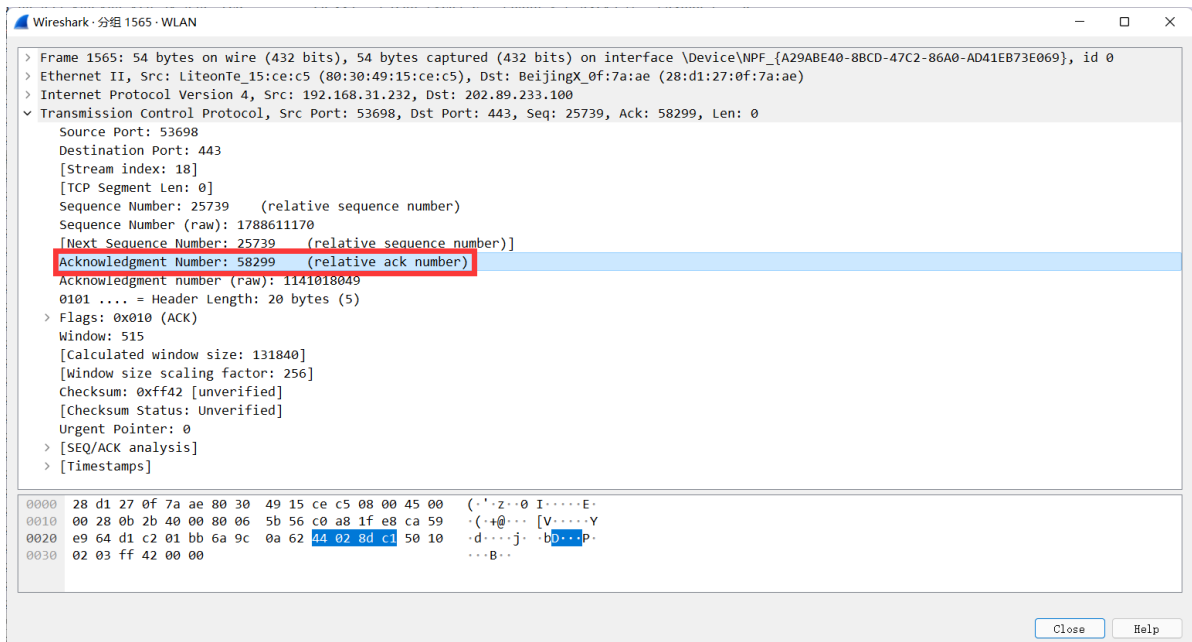 Wireshark · 分组 1565 · WLAN
> Frame 1565: 54 bytes on wire (432 bits), 54 bytes captured (432 bits) on interface \Device\NPF_{A29ABE40-8BCD-47C2-86A0-AD41EB73E069}, id 0
> Ethernet II, Src: LiteonTe_15:ce:c5 (80:30:49:15:ce:c5), Dst: BeijingX_0f:7a:ae (28:d1:27:0f:7a:ae)
> Internet Protocol Version 4, Src: 192.168.31.232, Dst: 202.89.233.100
Transmission Control Protocol, Src Port: 53698, Dst Port: 443, Seq: 25739, Ack: 58299, Len: 0
Source Port: 53698
Destination Port: 443
[Stream index: 18]
[TCP Segment Len: 0]
Sequence Number: 25739 (relative sequence number)
Sequence Number (raw): 1788611170
[Next Sequence Number: 25739 (relative sequence number)]
Acknowledgment Number: 58299 (relative ack number)
Acknowledgment number (raw): 1141018049
0101 .... = Header Length: 20 bytes (5)
> Flags: 0x010 (ACK)
Window: 515
[Calculated window size: 131840]
[Window size scaling factor: 256]
Checksum: 0xff42 [unverified]
[Checksum Status: Unverified]
Urgent Pointer: 0
> [SEQ/ACK analysis]
> [Timestamps]
0000 28 d1 27 0f 7a ae 80 30 49 15 ce c5 08 00 45 00 (·'·z··0 I·····E·
0010 00 28 0b 2b 40 00 80 06 5b 56 c0 a8 1f e8 ca 59 ·(·+@··· [V·····Y
0020 e9 64 d1 c2 01 bb 6a 9c 0a 62 44 02 8d c1 50 10 ·d····j· ·bD···P·
0030 02 03 ff 42 00 00 ···B··
Close Help